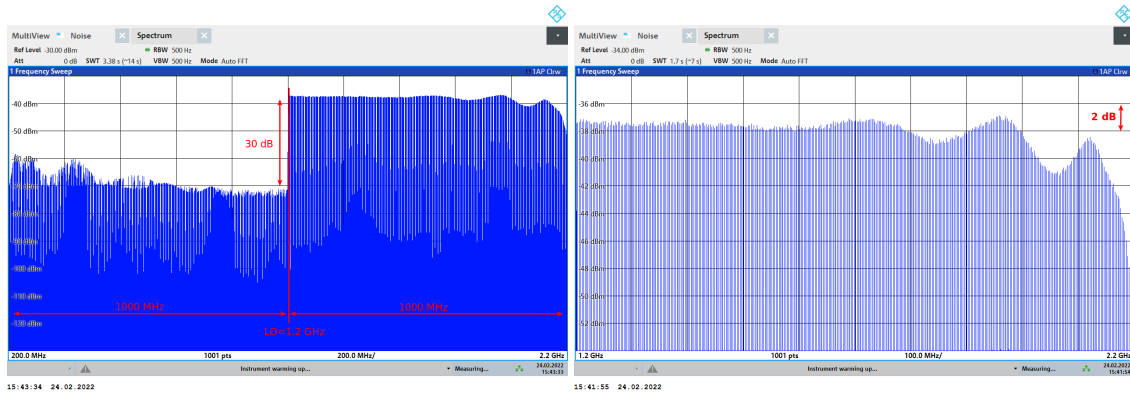 MultiView Noise Spectrum
Ref Level -30.00 dBm RBW 500 Hz
Att 0 dB SWT 3.38 s (~14 s) VBW 500 Hz Mode Auto FFT
1 Frequency Sweep 1AP Clrw
-40 dBm
-50 dBm
30 dB
-60 dBm
-70 dBm
-80 dBm
-90 dBm
-100 dBm
-110 dBm
1000 MHz 1000 MHz
-120 dBm
LO=1.2 GHz
200.0 MHz 1001 pts 200.0 MHz/ 2.2 GHz
Instrument warming up... Measuring... 24.02.2022
15:43:33
15:43:34 24.02.2022
MultiView Noise Spectrum
Ref Level -34.00 dBm RBW 500 Hz
Att 0 dB SWT 1.7 s (~7 s) VBW 500 Hz Mode Auto FFT
1 Frequency Sweep 1AP Clrw
-36 dBm
2 dB
-38 dBm
-40 dBm
-42 dBm
-44 dBm
-46 dBm
-48 dBm
-50 dBm
-52 dBm
1.2 GHz 1001 pts 100.0 MHz/ 2.2 GHz
Instrument warming up... Measuring... 24.02.2022
15:41:54
15:41:55 24.02.2022